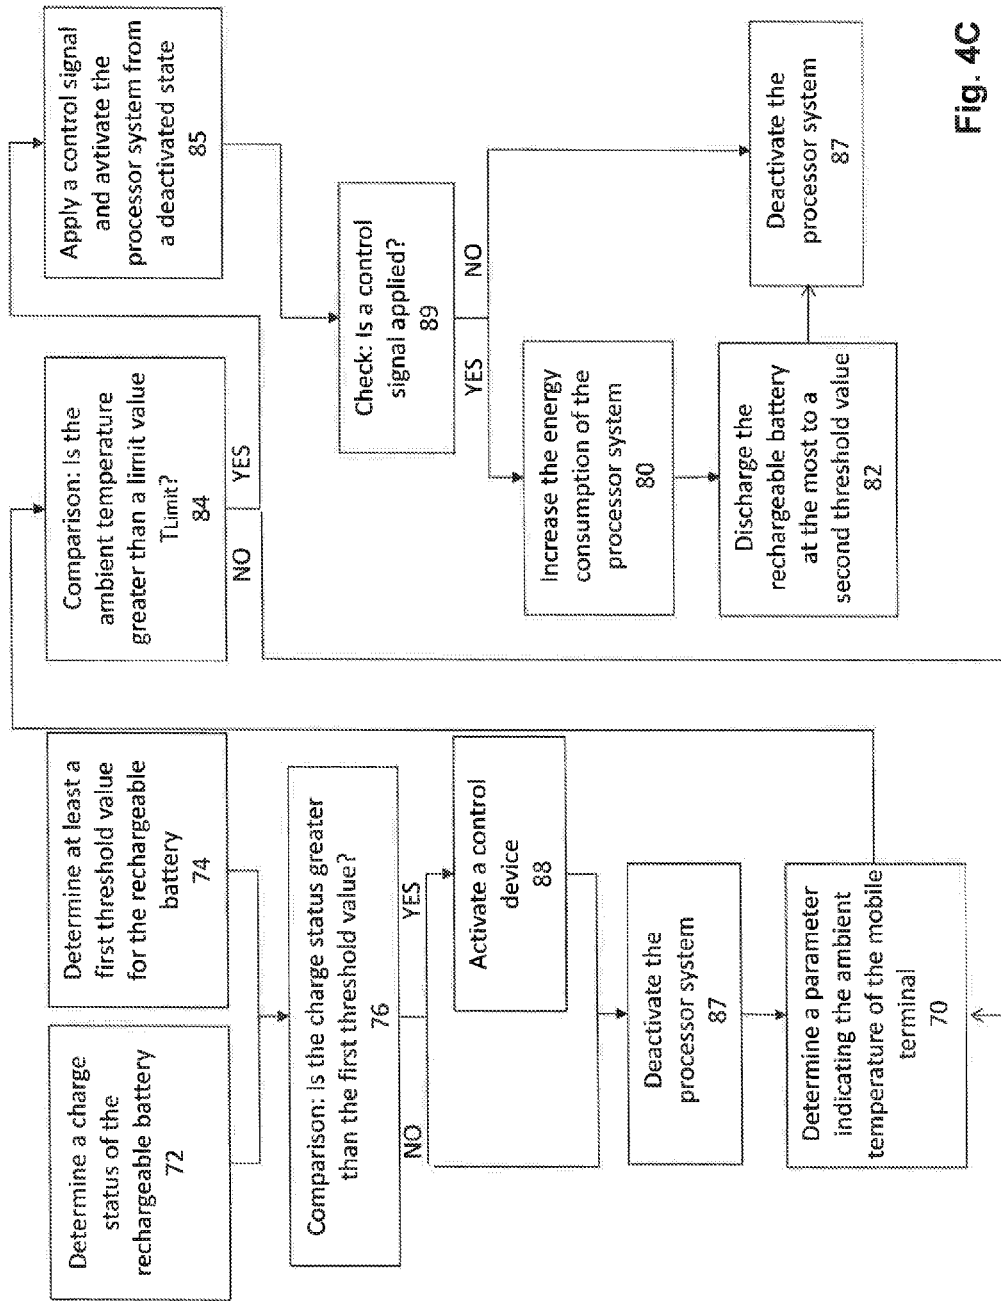 Determine a charge
status of the
rechargeable battery
72
Determine at least a
first threshold value
for the rechargeable
battery
74
Comparison: Is the charge status greater
than the first threshold value?
76
NO
YES
Activate a control
device
88
Deactivate the
processor system
87
Determine a parameter
indicating the ambient
temperature of the mobile
terminal
70
Comparison: Is the
ambient temperature
greater than a limit value
TLimit?
84
NO
YES
Apply a control signal
and avtivate the
processor system from
a deactivated state
85
Check: Is a control
signal applied?
89
YES
NO
Increase the energy
consumption of the
processor system
80
Discharge the
rechargeable battery
at the most to a
second threshold value
82
Deactivate the
processor system
87
Fig. 4C